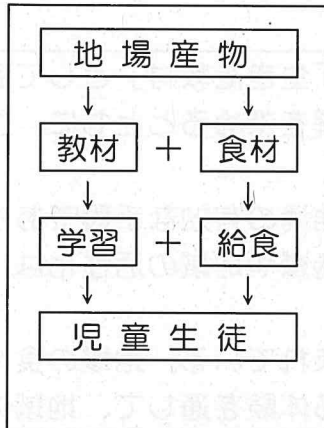 地場産物
↓ ↓
教材 + 食材
↓ ↓
学習 + 給食
↓ ↓
児童生徒